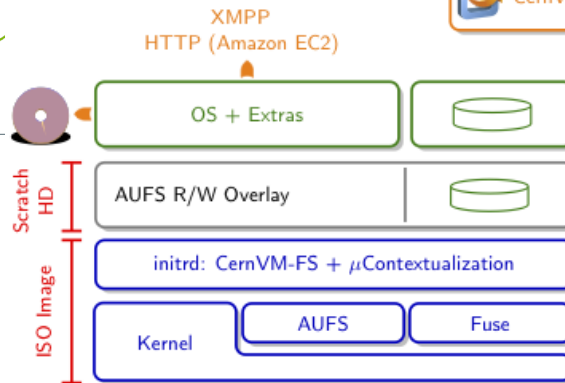 XMPP
HTTP (Amazon EC2)
OS + Extras
Scratch
HD
AUFS R/W Overlay
ISO Image
initrd: CernVM-FS + μContextualization
AUFS
Fuse
Kernel